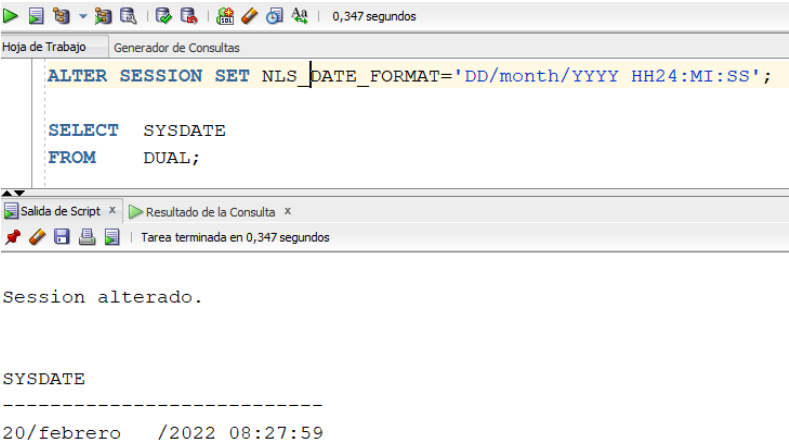 0,347 segundos
Hoja de Trabajo Generador de Consultas
ALTER SESSION SET NLS_DATE_FORMAT='DD/month/YYYY HH24:MI:SS';
SELECT SYSDATE
FROM DUAL;
Salida de Script x Resultado de la Consulta x
Tarea terminada en 0,347 segundos
Session alterado.
SYSDATE
---------------------------
20/febrero   /2022 08:27:59